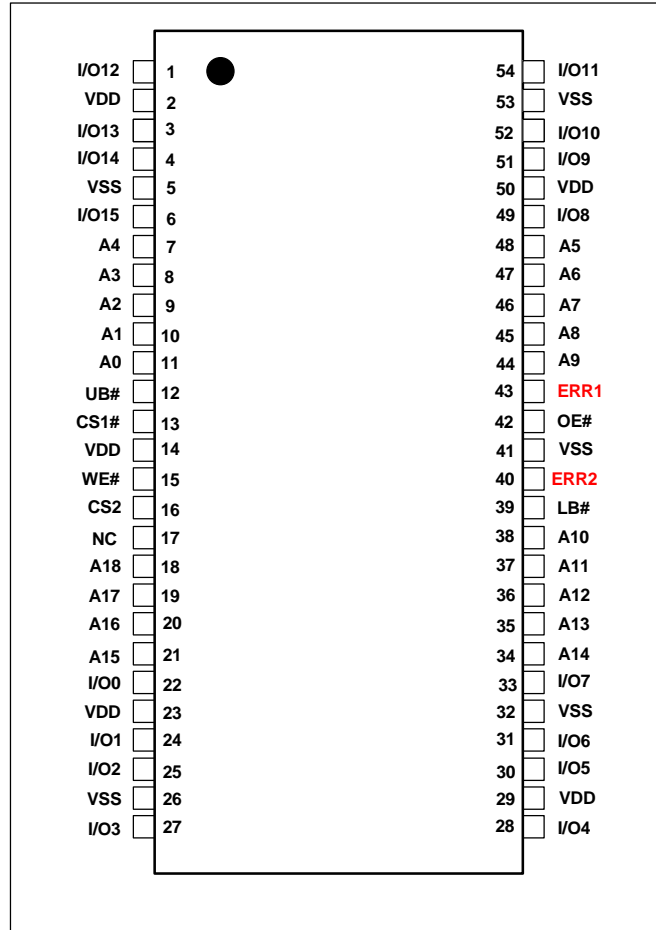 I/O12 1 54 I/O11
VDD 2 53 VSS
I/O13 3 52 I/O10
I/O14 4 51 I/O9
VSS 5 50 VDD
I/O15 6 49 I/O8
A4 7 48 A5
A3 8 47 A6
A2 9 46 A7
A1 10 45 A8
A0 11 44 A9
UB# 12 43 ERR1
CS1# 13 42 OE#
VDD 14 41 VSS
WE# 15 40 ERR2
CS2 16 39 LB#
NC 17 38 A10
A18 18 37 A11
A17 19 36 A12
A16 20 35 A13
A15 21 34 A14
I/O0 22 33 I/O7
VDD 23 32 VSS
I/O1 24 31 I/O6
I/O2 25 30 I/O5
VSS 26 29 VDD
I/O3 27 28 I/O4